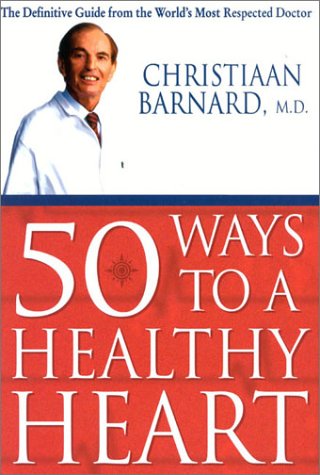 The Definitive Guide from the World's Most Respected Doctor
CHRISTIAAN
BARNARD, M.D.
50 WAYS
TO A
HEALTHY
HEART